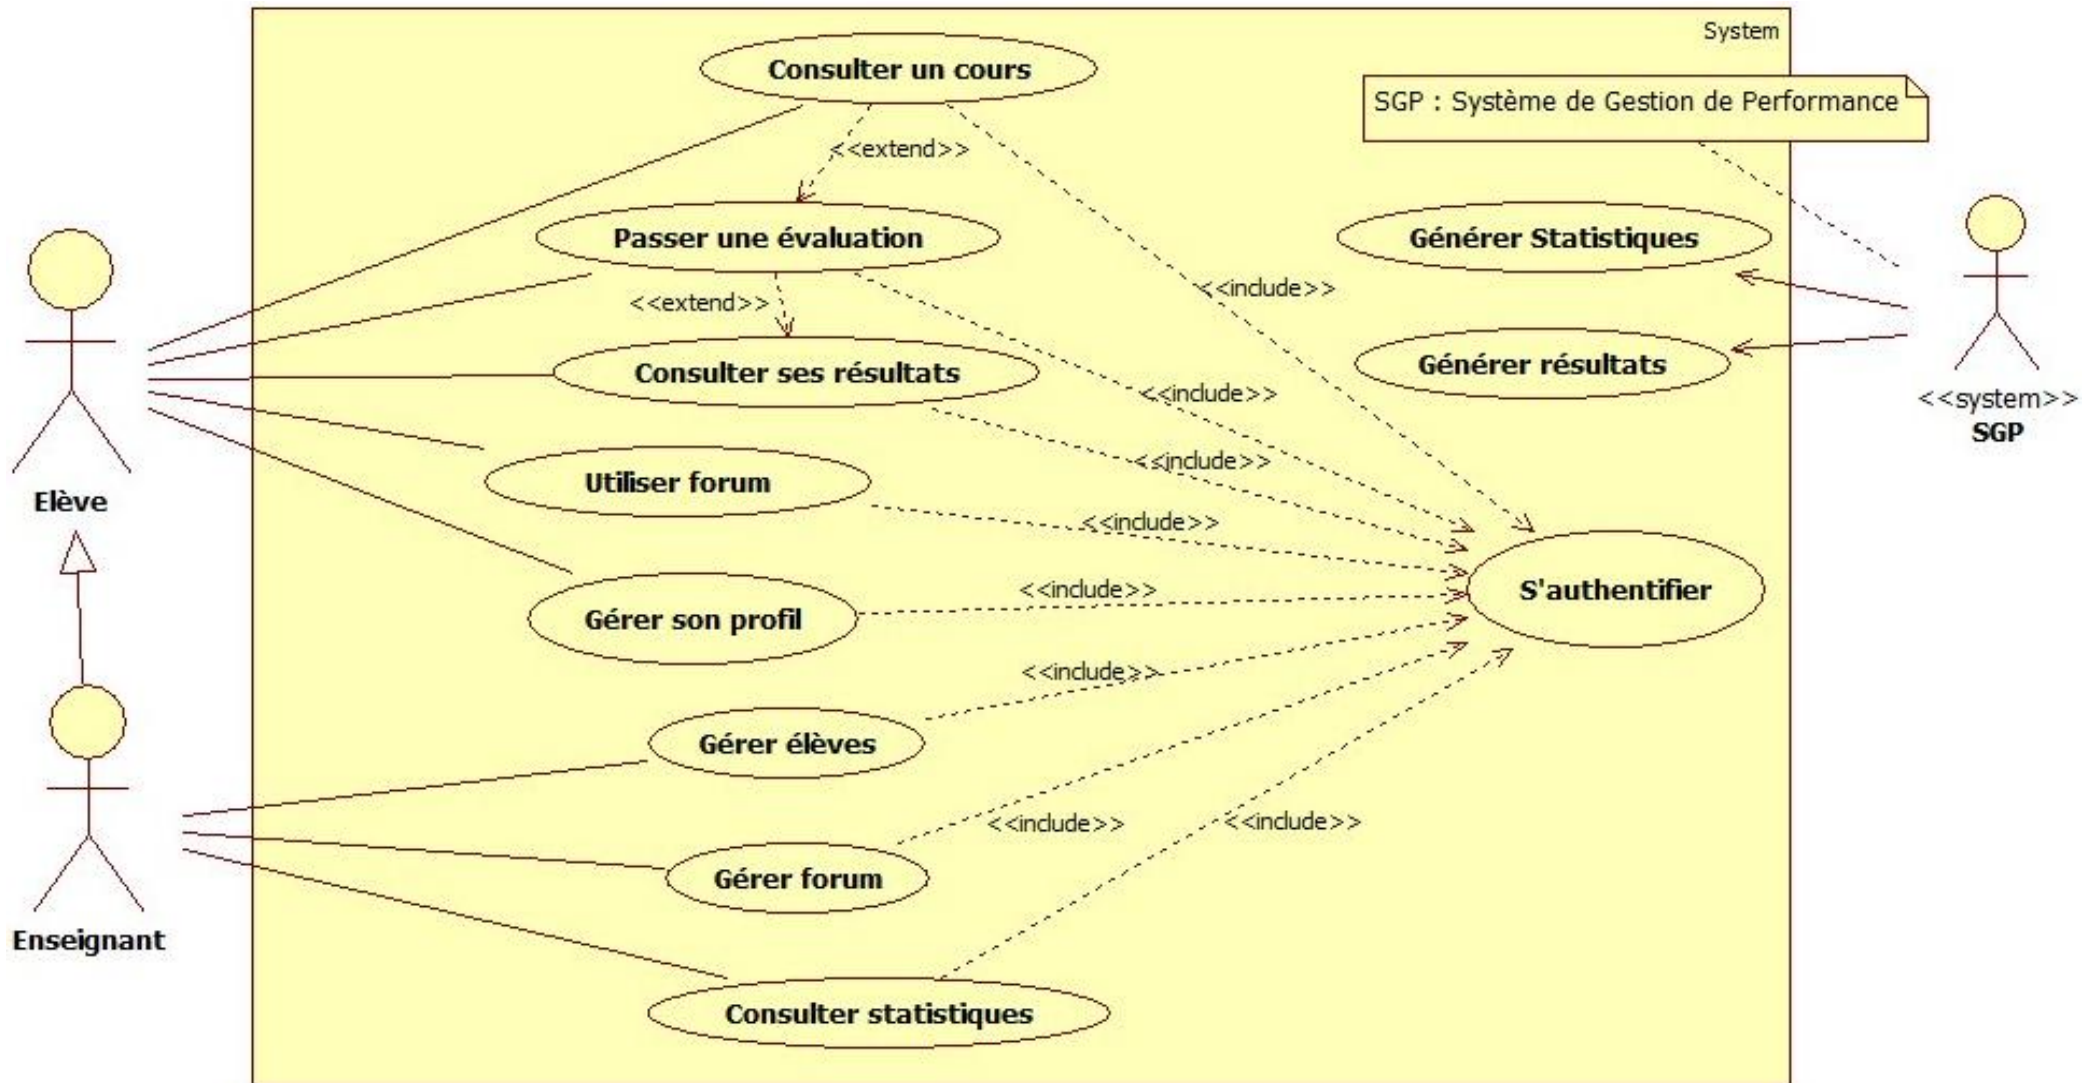 System
Consulter un cours
SGP : Système de Gestion de Performance
<<extend>>
Passer une évaluation
Générer Statistiques
<<include>>
<<extend>>
Consulter ses résultats
Générer résultats
<<include>>
<<system>>
SGP
<<include>>
Utiliser forum
Elève
<<include>>
<<include>>
S'authentifier
Gérer son profil
<<include>>
Gérer élèves
<<include>>
<<include>>
Gérer forum
Enseignant
Consulter statistiques